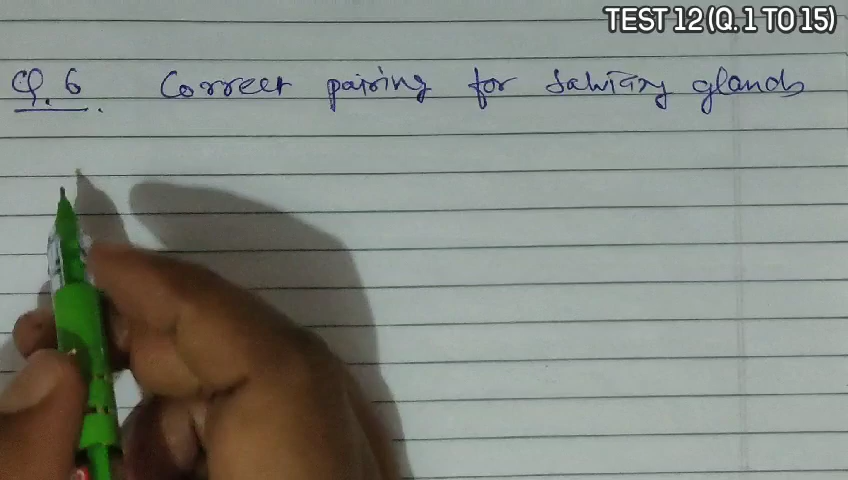 TEST 12 (Q. 1 TO 15)
Q. 6. Correct pairing for Salivary glands